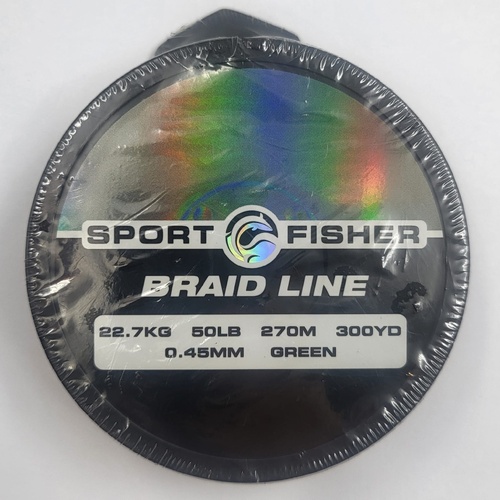 SPORT FISHER
BRAID LINE
22.7KG 50LB 270M 300YD
0.45MM GREEN